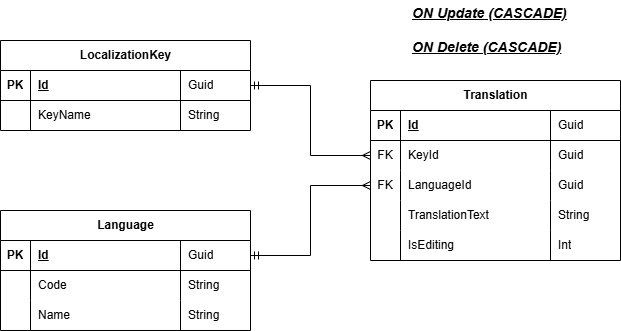 ON Update (CASCADE)
ON Delete (CASCADE)
LocalizationKey
PK Id Guid
KeyName String
Translation
PK Id Guid
FK KeyId Guid
FK LanguageId Guid
TranslationText String
IsEditing Int
Language
PK Id Guid
Code String
Name String